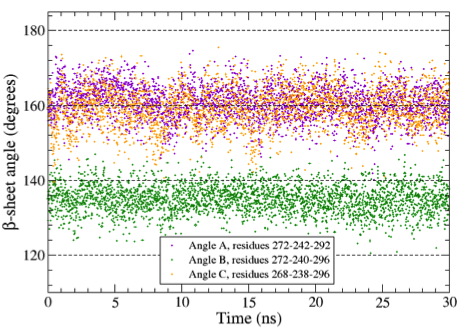 180
160
140
120
β-sheet angle (degrees)
Angle A, residues 272-242-292
Angle B, residues 272-240-296
Angle C, residues 268-238-296
0 5 10 15 20 25 30
Time (ns)